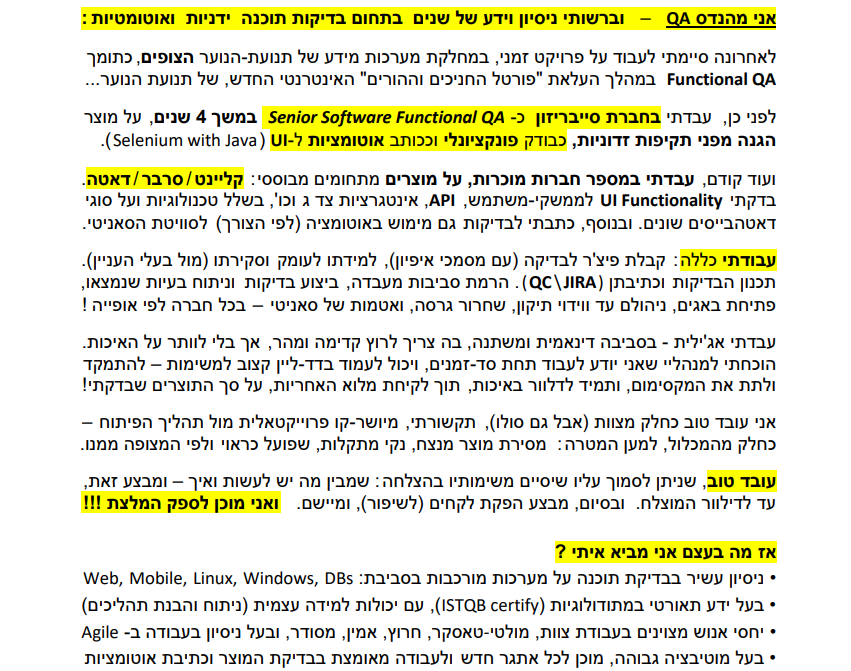 אני מהנדס QA – וברשותי ניסיון וידע של שנים בתחום בדיקות תוכנה ידניות ואוטומטיות :
לאחרונה סיימתי לעבוד על פרויקט זמני, במחלקת מערכות מידע של תנועת-הנוער הצופים, כתומך
Functional QA במהלך העלאת "פורטל החניכים וההורים" האינטרנטי החדש, של תנועת הנוער...
לפני כן, עבדתי בחברת סייבריזון כ- Senior Software Functional QA במשך 4 שנים, על מוצר
הגנה מפני תקיפות זדוניות, כבודק פונקציונלי וככותב אוטומציות ל-UI (Selenium with Java).
ועוד קודם, עבדתי במספר חברות מוכרות, על מוצרים מתחומים מבוססי: קליינט/סרבר/דאטה.
בדקתי UI Functionality לממשקי-משתמש, API, אינטגרציות צד ג וכו', בשלל טכנולוגיות ועל סוגי
דאטהבייסים שונים. ובנוסף, כתבתי לבדיקות גם מימוש באוטומציה (לפי הצורך) לסוויטת הסאניטי.
עבודתי כללה: קבלת פיצ'ר לבדיקה (עם מסמכי איפיון), למידתו לעומק וסקירתו (מול בעלי העניין).
תכנון הבדיקות וכתיבתן (QC\JIRA). הרמת סביבות מעבדה, ביצוע בדיקות וניתוח בעיות שנמצאו,
פתיחת באגים, ניהולם עד ווידוי תיקון, שחרור גרסה, ואטמות של סאניטי – בכל חברה לפי אופייה !
עבדתי אג'ילית - בסביבה דינאמית ומשתנה, בה צריך לרוץ קדימה ומהר, אך בלי לוותר על האיכות.
הוכחתי למנהליי שאני יודע לעבוד תחת סד-זמנים, ויכול לעמוד בדד-ליין קצוב למשימות – להתמקד
ולתת את המקסימום, ותמיד לדלוור באיכות, תוך לקיחת מלוא האחריות, על סך התוצרים שבדקתי!
אני עובד טוב כחלק מצוות (אבל גם סולו), תקשורתי, מיושר-קו פרוייקטאלית מול תהליך הפיתוח –
כחלק מהמכלול, למען המטרה: מסירת מוצר מנצח, נקי מתקלות, שפועל כראוי ולפי המצופה ממנו.
עובד טוב, שניתן לסמוך עליו שיסיים משימותיו בהצלחה: שמבין מה יש לעשות ואיך – ומבצע זאת,
עד לדילוור המוצלח. ובסיום, מבצע הפקת לקחים (לשיפור), ומיישם. ואני מוכן לספק המלצת !!!
אז מה בעצם אני מביא איתי ?
• ניסיון עשיר בבדיקת תוכנה על מערכות מורכבות בסביבת: Web, Mobile, Linux, Windows, DBs
• בעל ידע תאורטי במתודולוגיות (ISTQB certify), עם יכולות למידה עצמית (ניתוח והבנת תהליכים)
• יחסי אנוש מצוינים בעבודת צוות, מולטי-טאסקר, חרוץ, אמין, מסודר, ובעל ניסיון בעבודה ב- Agile
• בעל מוטיבציה גבוהה, מוכן לכל אתגר חדש ולעבודה מאומצת בבדיקת המוצר וכתיבת אוטומציות